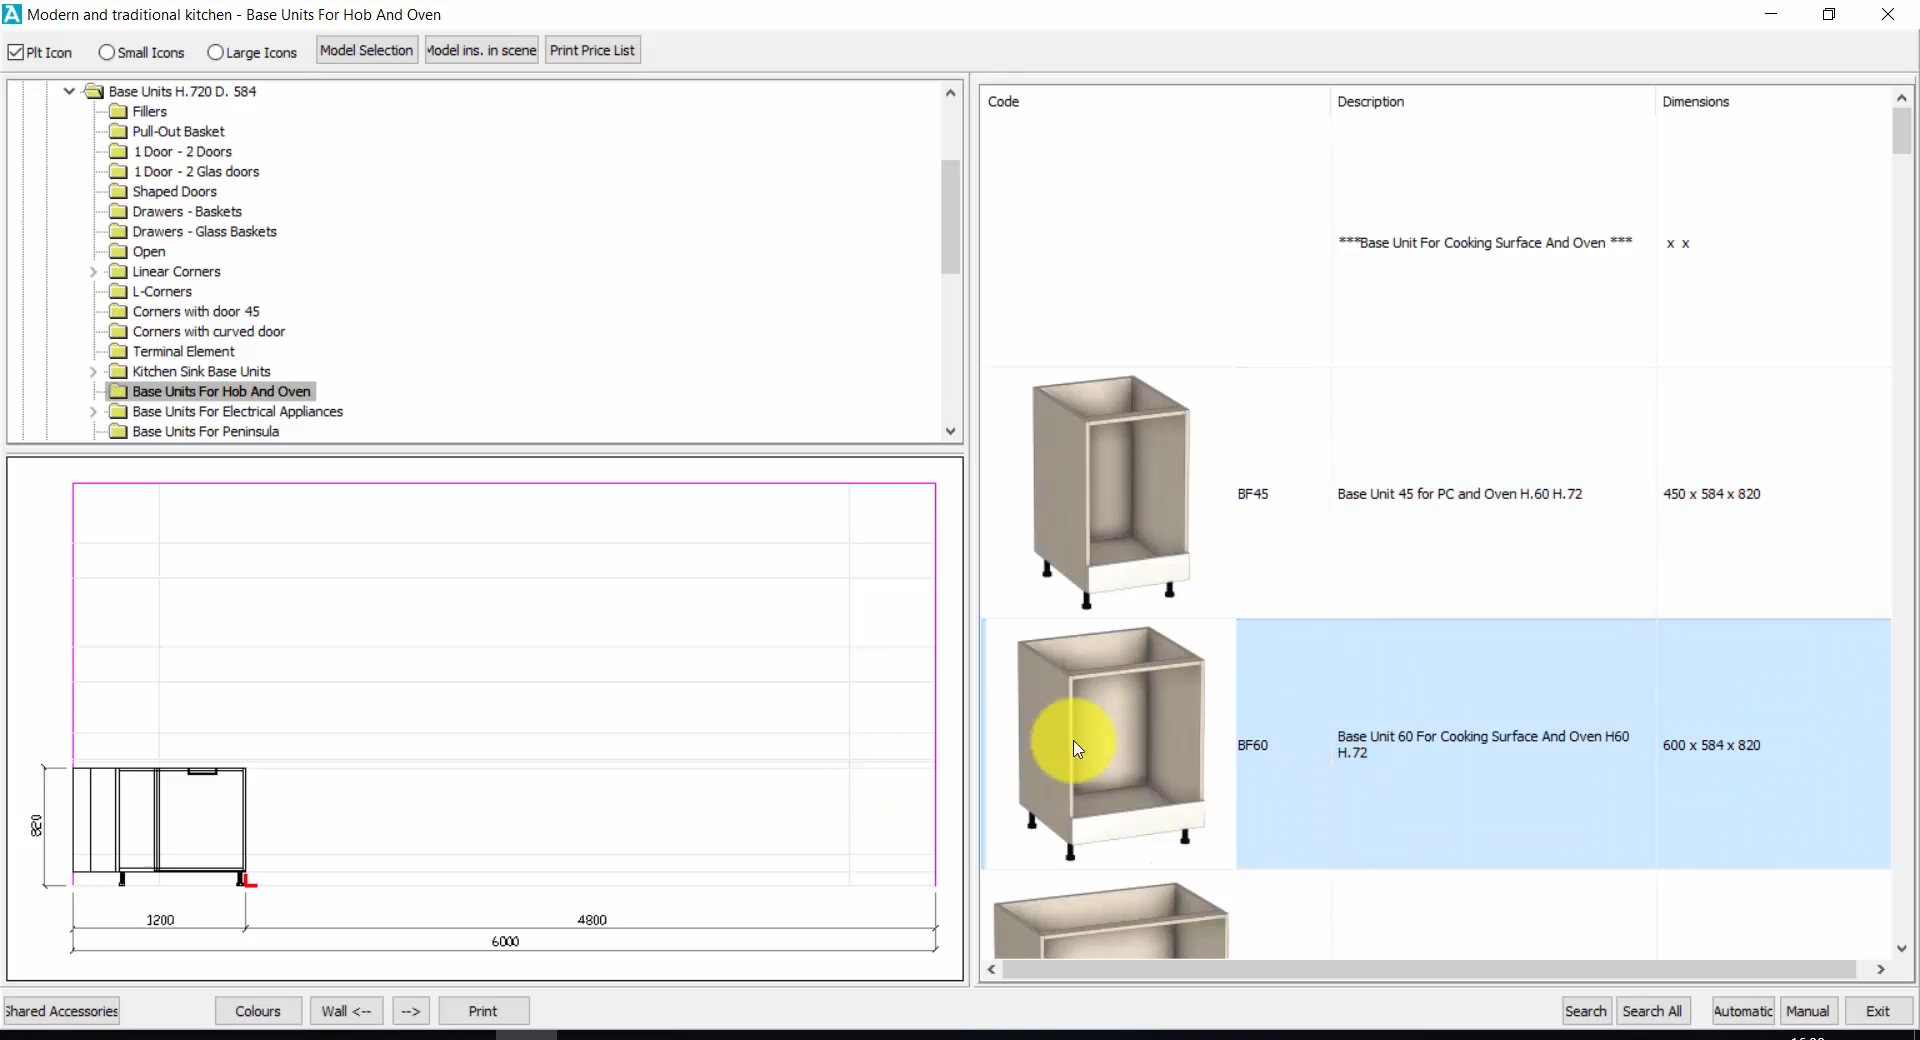 Modern and traditional kitchen - Base Units For Hob And Oven
Plt Icon
Small Icons
Large Icons
Model Selection
Model ins. in scene
Print Price List
Base Units H.720 D. 584
Fillers
Pull-Out Basket
1 Door - 2 Doors
1 Door - 2 Glas doors
Shaped Doors
Drawers - Baskets
Drawers - Glass Baskets
Open
Linear Corners
L-Corners
Corners with door 45
Corners with curved door
Terminal Element
Kitchen Sink Base Units
Base Units For Hob And Oven
Base Units For Electrical Appliances
Base Units For Peninsula
820
1200
4800
6000
Code
Description
Dimensions
***Base Unit For Cooking Surface And Oven ***
x x
BF45
Base Unit 45 for PC and Oven H.60 H.72
450 x 584 x 820
BF60
Base Unit 60 For Cooking Surface And Oven H60
H.72
600 x 584 x 820
Shared Accessories
Colours
Wall <--
-->
Print
Search
Search All
Automatic
Manual
Exit